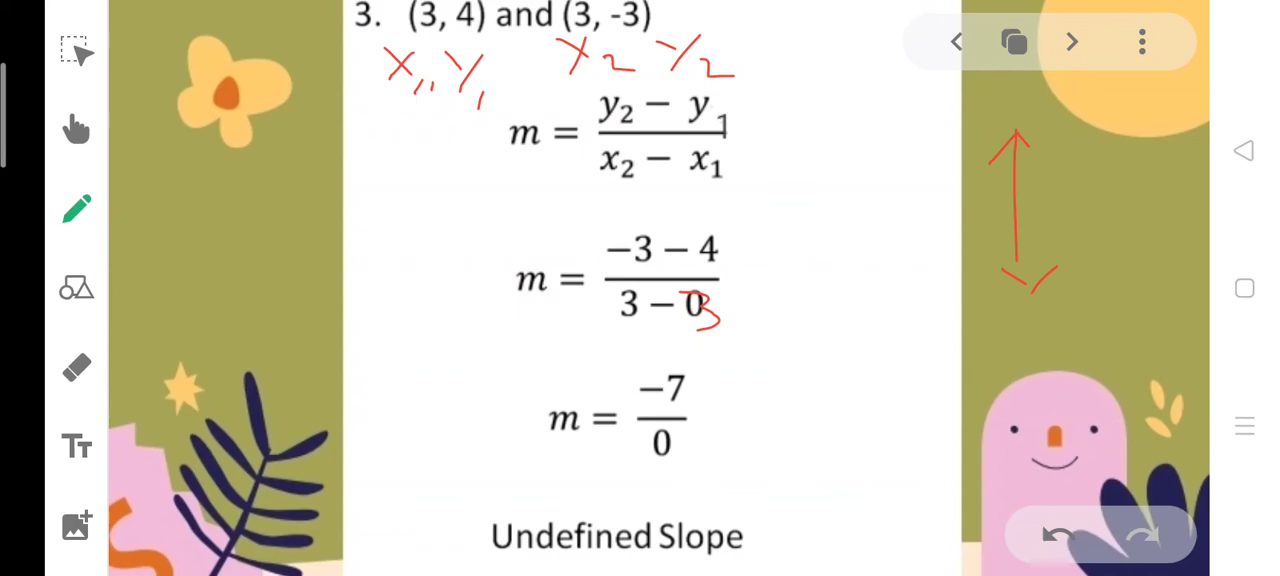 3. (3, 4) and (3, -3)
X₁, Y₁ X2 Y2
m = (y₂ − y₁)/(x₂ − x₁)
m = (−3 − 4)/(3 − 0) 3
m = −7/0
Undefined Slope
TT